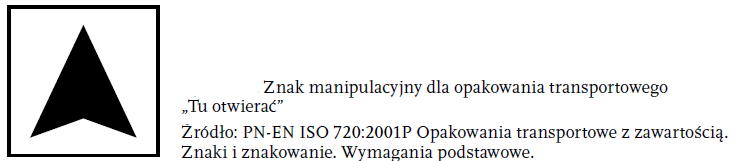 Znak manipulacyjny dla opakowania transportowego
„Tu otwierać”
Źródło: PN-EN ISO 720:2001P Opakowania transportowe z zawartością.
Znaki i znakowanie. Wymagania podstawowe.